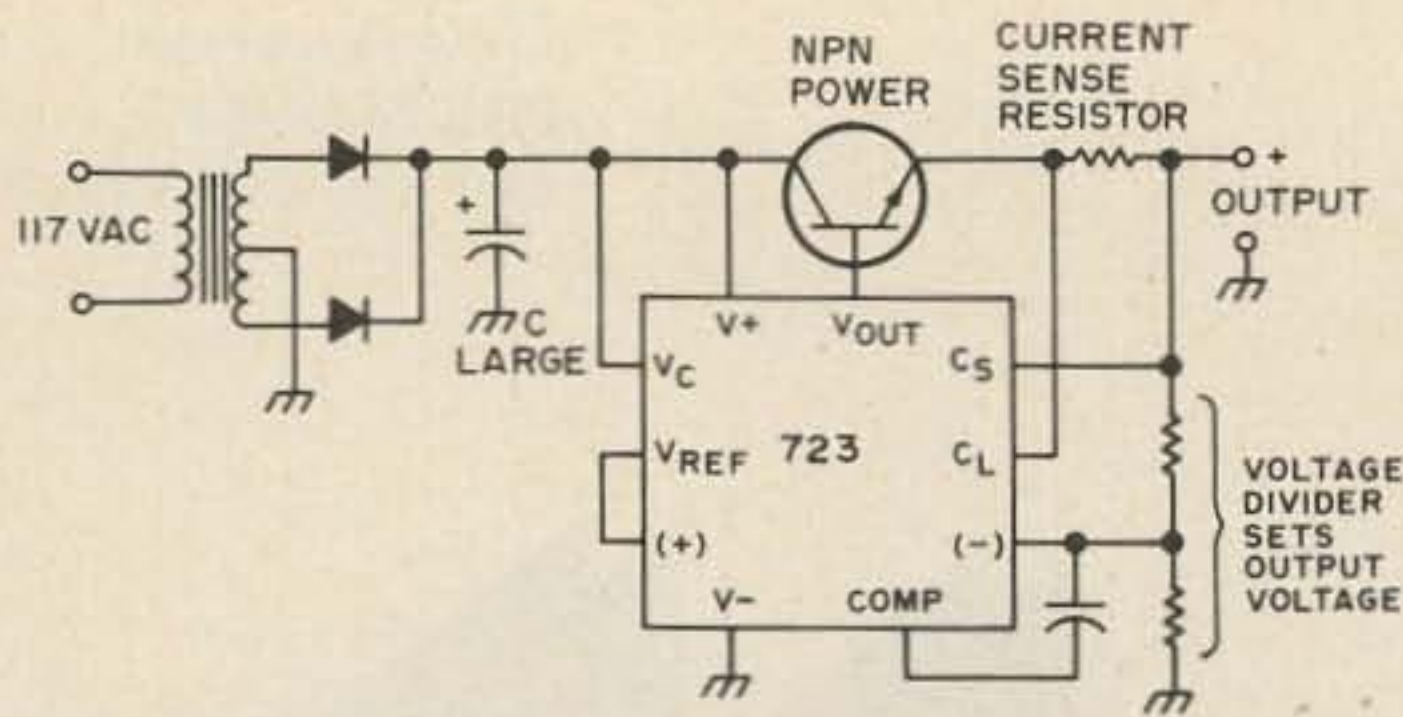 NPN
POWER
CURRENT
SENSE
RESISTOR
+
117 VAC
+
OUTPUT
C
LARGE
V+
VOUT
VC
CS
VREF
723
CL
(+)
(-)
V-
COMP
VOLTAGE
DIVIDER
SETS
OUTPUT
VOLTAGE